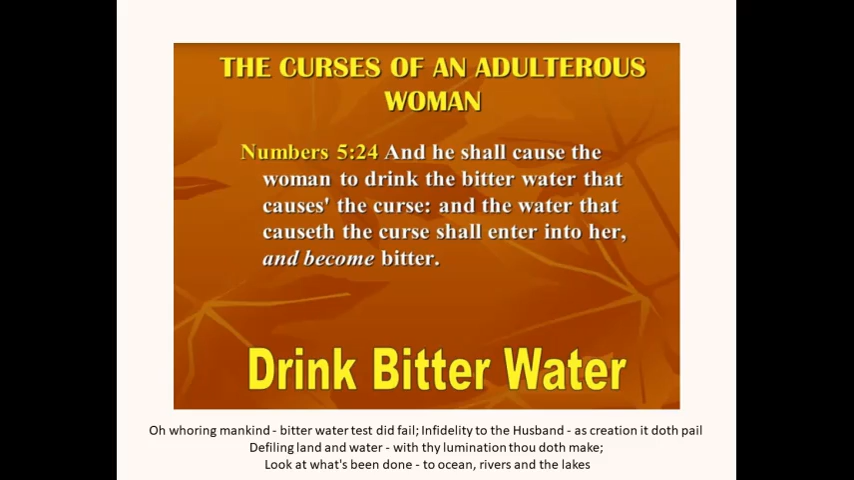 THE CURSES OF AN ADULTEROUS
WOMAN
Numbers 5:24 And he shall cause the
woman to drink the bitter water that
causes' the curse: and the water that
causeth the curse shall enter into her,
and become bitter.
Drink Bitter Water
Oh whoring mankind - bitter water test did fail; Infidelity to the Husband - as creation it doth pail
Defiling land and water - with thy lumination thou doth make;
Look at what's been done - to ocean, rivers and the lakes